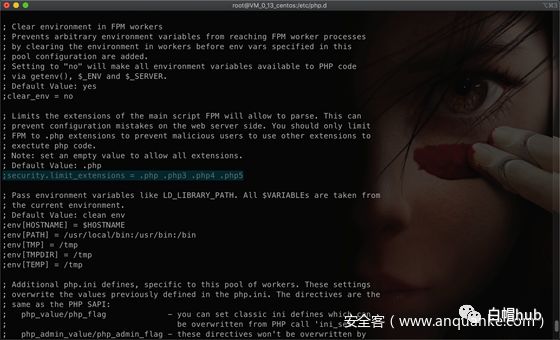 root@VM_0_13_centos:/etc/php.d
; Clear environment in FPM workers
; Prevents arbitrary environment variables from reaching FPM worker processes
; by clearing the environment in workers before env vars specified in this
; pool configuration are added.
; Setting to "no" will make all environment variables available to PHP code
; via getenv(), $_ENV and $_SERVER.
; Default Value: yes
;clear_env = no
; Limits the extensions of the main script FPM will allow to parse. This can
; prevent configuration mistakes on the web server side. You should only limit
; FPM to .php extensions to prevent malicious users to use other extensions to
; exectute php code.
; Note: set an empty value to allow all extensions.
; Default Value: .php
;security.limit_extensions = .php .php3 .php4 .php5
; Pass environment variables like LD_LIBRARY_PATH. All $VARIABLEs are taken from
; the current environment.
; Default Value: clean env
;env[HOSTNAME] = $HOSTNAME
;env[PATH] = /usr/local/bin:/usr/bin:/bin
;env[TMP] = /tmp
;env[TMPDIR] = /tmp
;env[TEMP] = /tmp
; Additional php.ini defines, specific to this pool of workers. These settings
; overwrite the values previously defined in the php.ini. The directives are the
; same as the PHP SAPI:
;   php_value/php_flag             - you can set classic ini defines which can
;                                    be overwritten from PHP call 'ini_set'.
;   php_admin_value/php_admin_flag - these directives won't be overwritten by
白帽hub
安全客（www.anquanke.com）